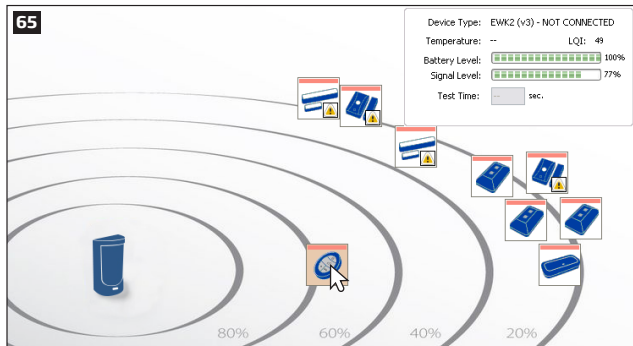 65
Device Type: EWK2 (v3) - NOT CONNECTED
Temperature: -- LQI: 49
Battery Level: 100%
Signal Level: 77%
Test Time: -- sec.
80% 60% 40% 20%